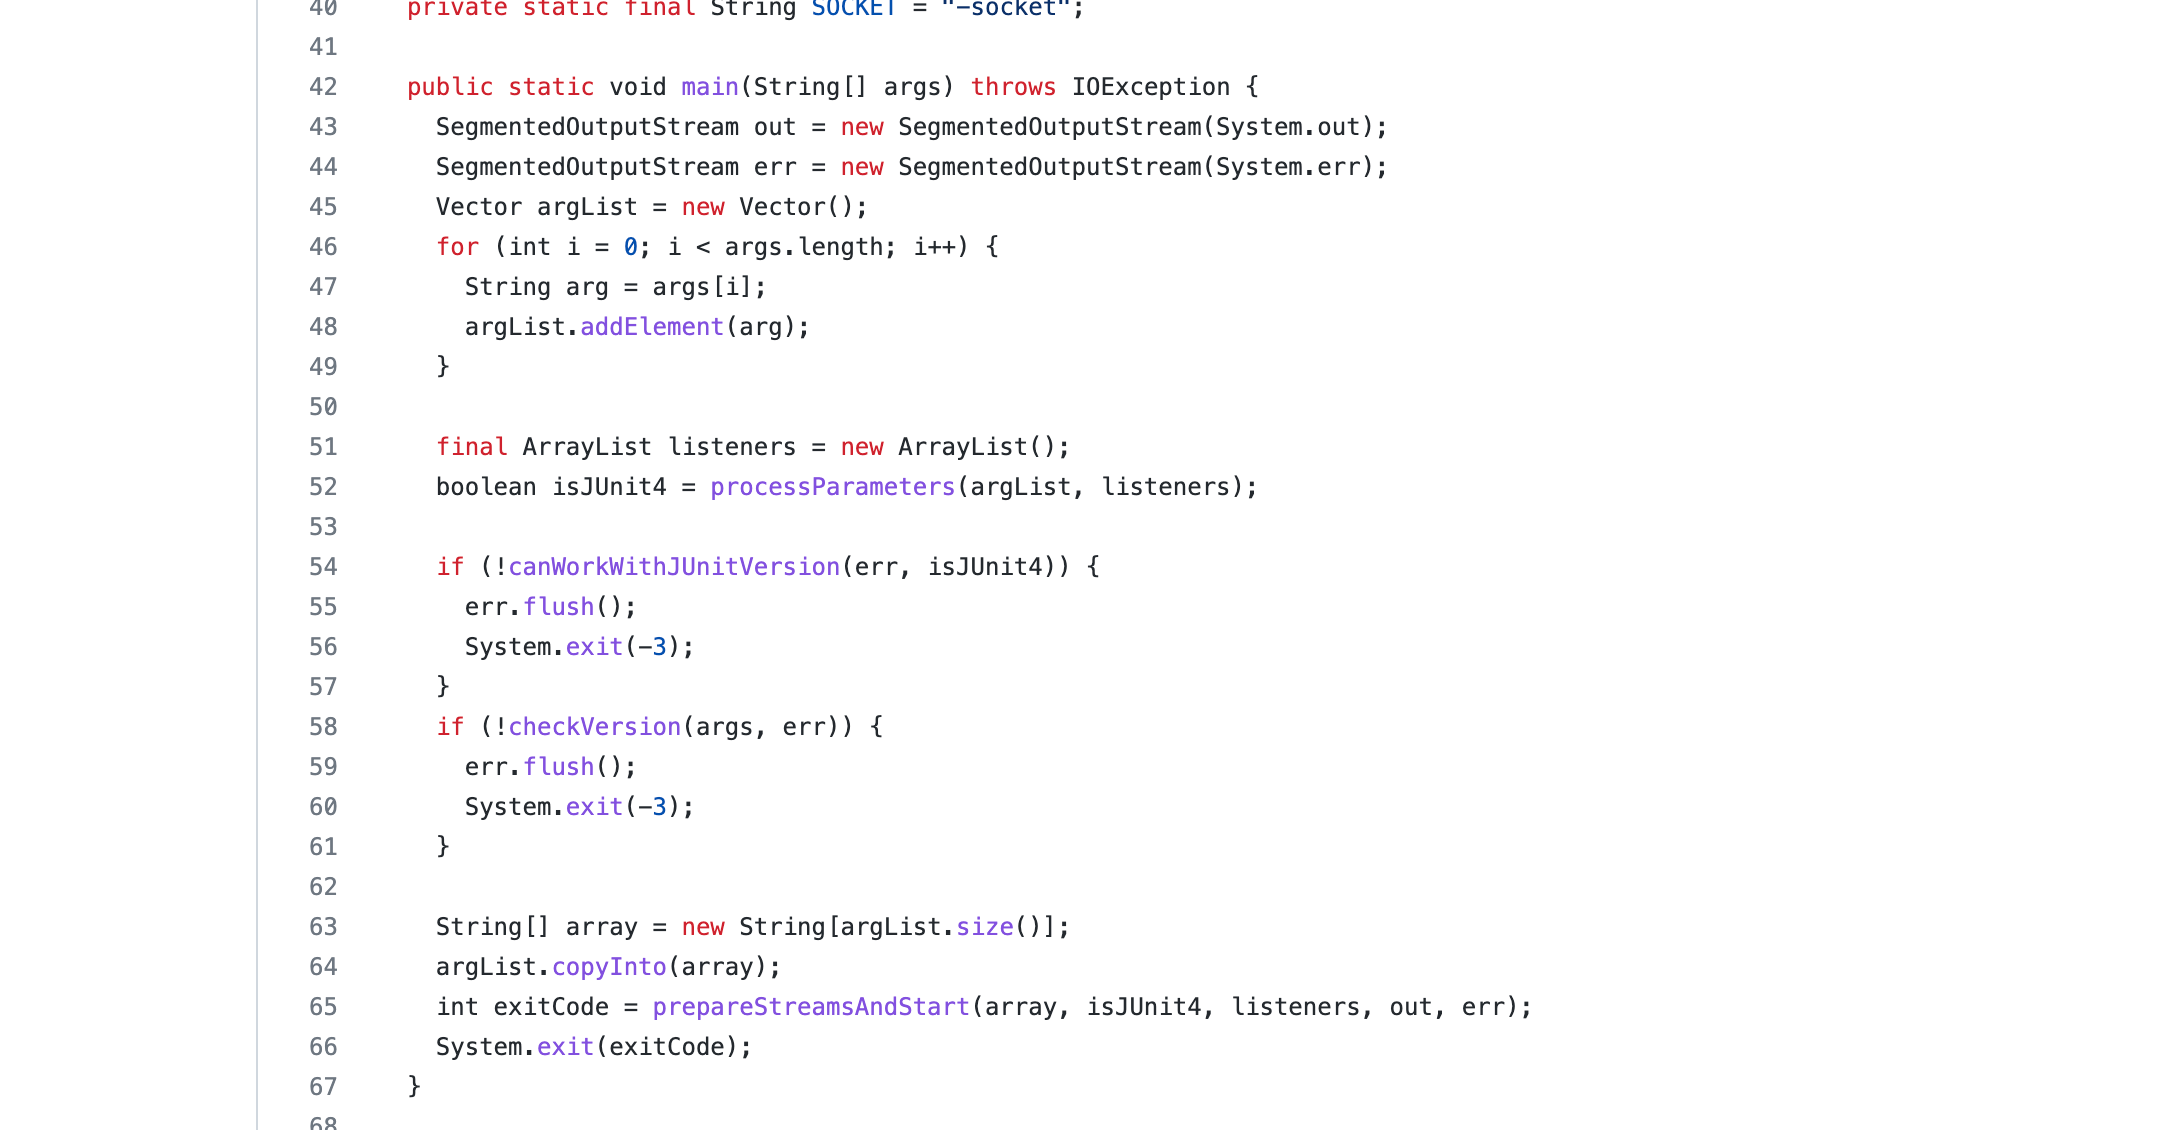 40 private static final String SOCKET = "-socket";
41
42 public static void main(String[] args) throws IOException {
43 SegmentedOutputStream out = new SegmentedOutputStream(System.out);
44 SegmentedOutputStream err = new SegmentedOutputStream(System.err);
45 Vector argList = new Vector();
46 for (int i = 0; i < args.length; i++) {
47 String arg = args[i];
48 argList.addElement(arg);
49 }
50
51 final ArrayList listeners = new ArrayList();
52 boolean isJUnit4 = processParameters(argList, listeners);
53
54 if (!canWorkWithJUnitVersion(err, isJUnit4)) {
55 err.flush();
56 System.exit(-3);
57 }
58 if (!checkVersion(args, err)) {
59 err.flush();
60 System.exit(-3);
61 }
62
63 String[] array = new String[argList.size()];
64 argList.copyInto(array);
65 int exitCode = prepareStreamsAndStart(array, isJUnit4, listeners, out, err);
66 System.exit(exitCode);
67 }
68